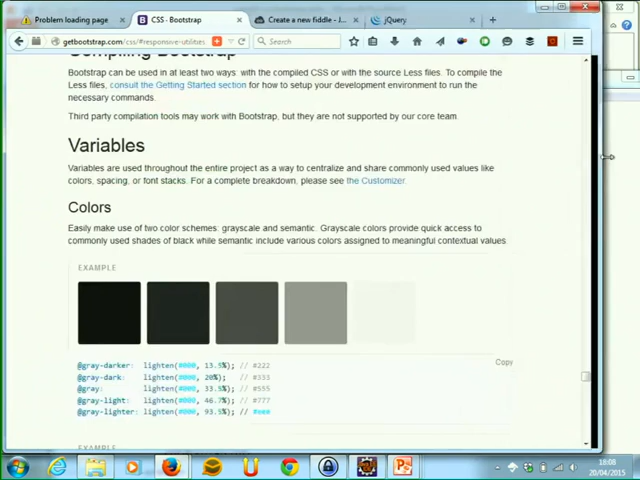 Problem loading page
CSS · Bootstrap
Create a new fiddle - J...
jQuery
getbootstrap.com/css/#responsive-utilities
Search
Compiling Bootstrap
Bootstrap can be used in at least two ways: with the compiled CSS or with the source Less files. To compile the
Less files, consult the Getting Started section for how to setup your development environment to run the
necessary commands.
Third party compilation tools may work with Bootstrap, but they are not supported by our core team.
Variables
Variables are used throughout the entire project as a way to centralize and share commonly used values like
colors, spacing, or font stacks. For a complete breakdown, please see the Customizer.
Colors
Easily make use of two color schemes: grayscale and semantic. Grayscale colors provide quick access to
commonly used shades of black while semantic include various colors assigned to meaningful contextual values.
EXAMPLE
Copy
@gray-darker: lighten(#000, 13.5%); // #222
@gray-dark: lighten(#000, 20%); // #333
@gray: lighten(#000, 33.5%); // #555
@gray-light: lighten(#000, 46.7%); // #777
@gray-lighter: lighten(#000, 93.5%); // #eee
EXAMPLE
18:08
20/04/2015